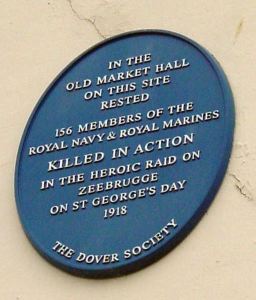 IN THE
OLD MARKET HALL
ON THIS SITE
RESTED
156 MEMBERS OF THE
ROYAL NAVY & ROYAL MARINES
KILLED IN ACTION
IN THE HEROIC RAID ON
ZEEBRUGGE
ON ST GEORGE'S DAY
1918
THE DOVER SOCIETY